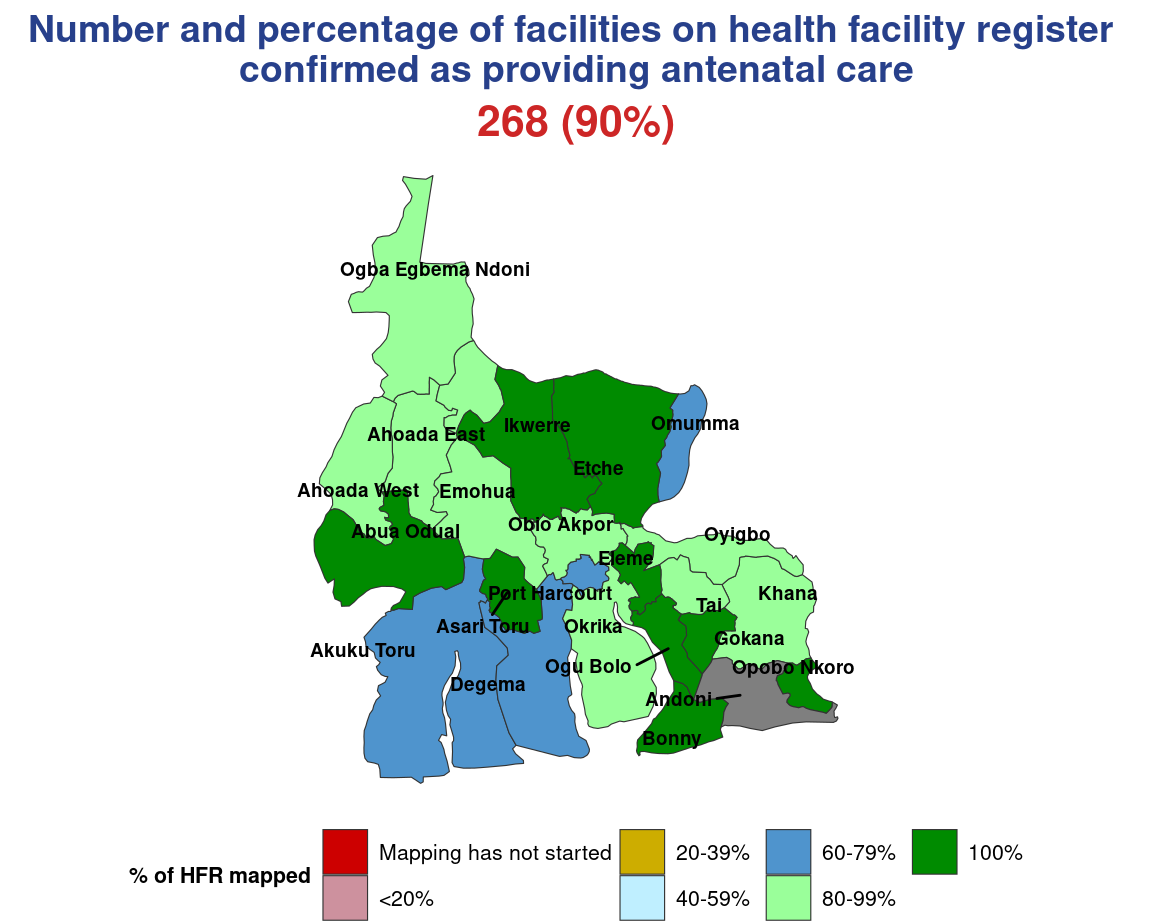 Number and percentage of facilities on health facility register
confirmed as providing antenatal care
268 (90%)
Ogba Egbema Ndoni
Ikwerre
Omumma
Ahoada East
Etche
Ahoada West
Emohua
Obio Akpor
Abua Odual
Oyigbo
Eleme
Port Harcourt
Khana
Tai
Asari Toru
Okrika
Gokana
Akuku Toru
Ogu Bolo
Opobo Nkoro
Degema
Andoni
Bonny
% of HFR mapped
Mapping has not started
20-39%
60-79%
100%
<20%
40-59%
80-99%